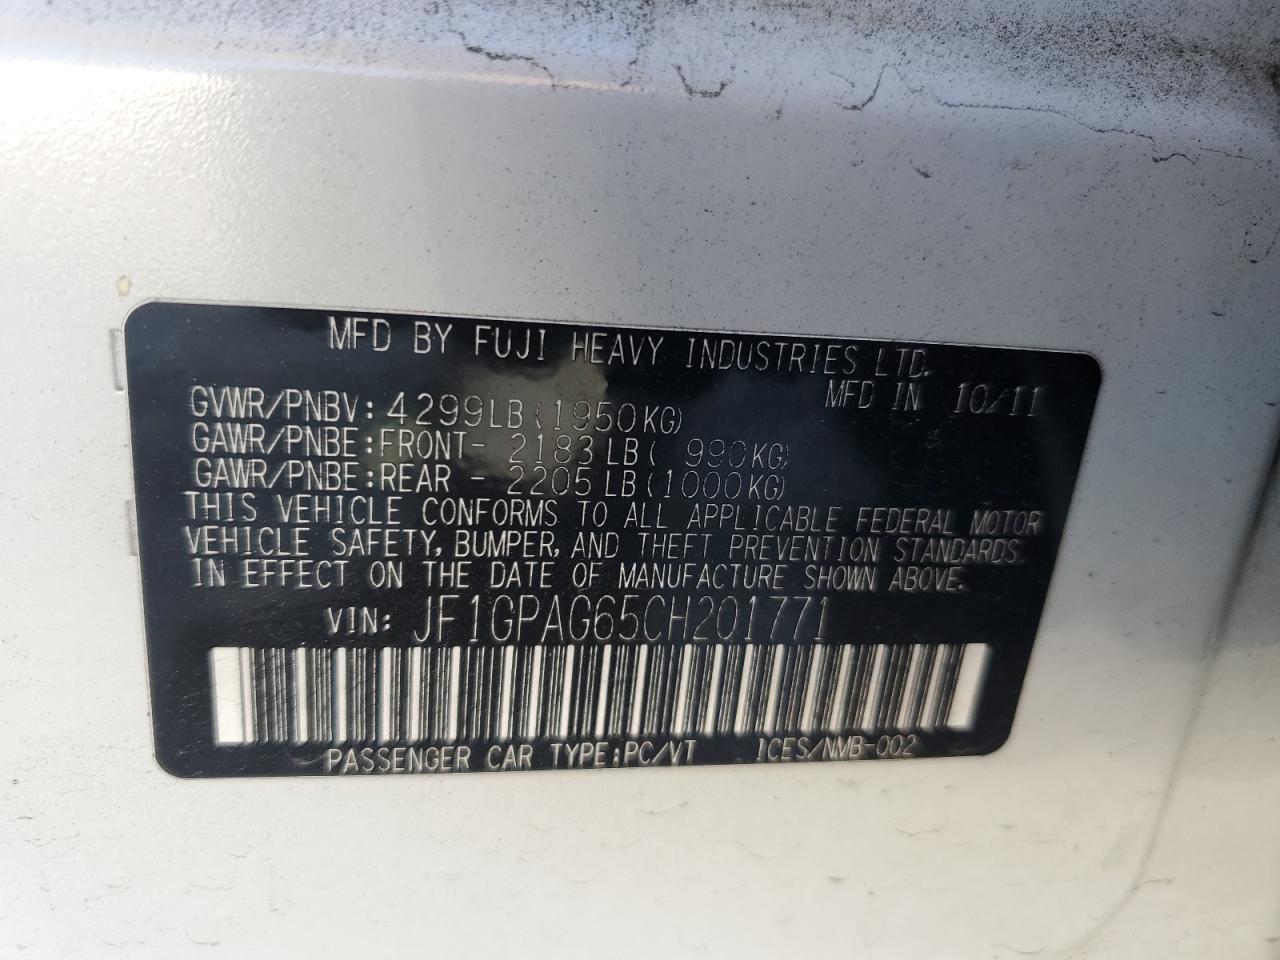 MFD BY FUJI HEAVY INDUSTRIES LTD.
MFD IN 10/11
GVWR/PNBV: 4299LB(1950KG)
GAWR/PNBE:FRONT- 2183LB( 990KG)
GAWR/PNBE:REAR - 2205LB(1000KG)
THIS VEHICLE CONFORMS TO ALL APPLICABLE FEDERAL MOTOR
VEHICLE SAFETY, BUMPER, AND THEFT PREVENTION STANDARDS
IN EFFECT ON THE DATE OF MANUFACTURE SHOWN ABOVE.
VIN: JF1GPAG65CH201771
PASSENGER CAR TYPE:PC/VT ICES/NMB-002